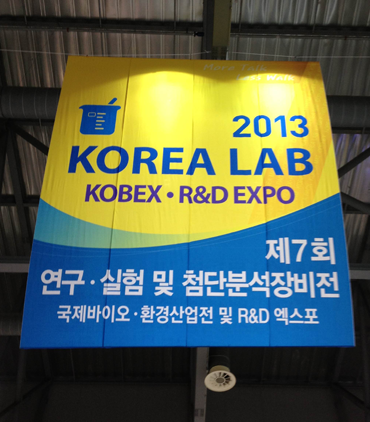 2013
KOREA LAB
KOBEX · R&D EXPO
제7회
연구 · 실험 및 첨단분석장비전
국제바이오 · 환경산업전 및 R&D 엑스포